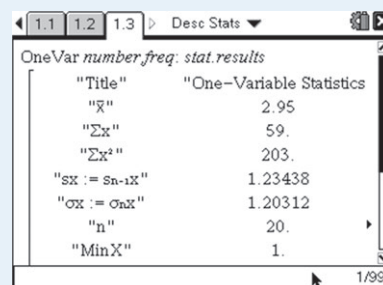 1.1 1.2 1.3 Desc Stats
OneVar number,freq: stat.results
"Title" "One-Variable Statistics
"x̄" 2.95
"Σx" 59.
"Σx²" 203.
"sx := sn-1x" 1.23438
"σx := σnx" 1.20312
"n" 20.
"MinX" 1.
1/99